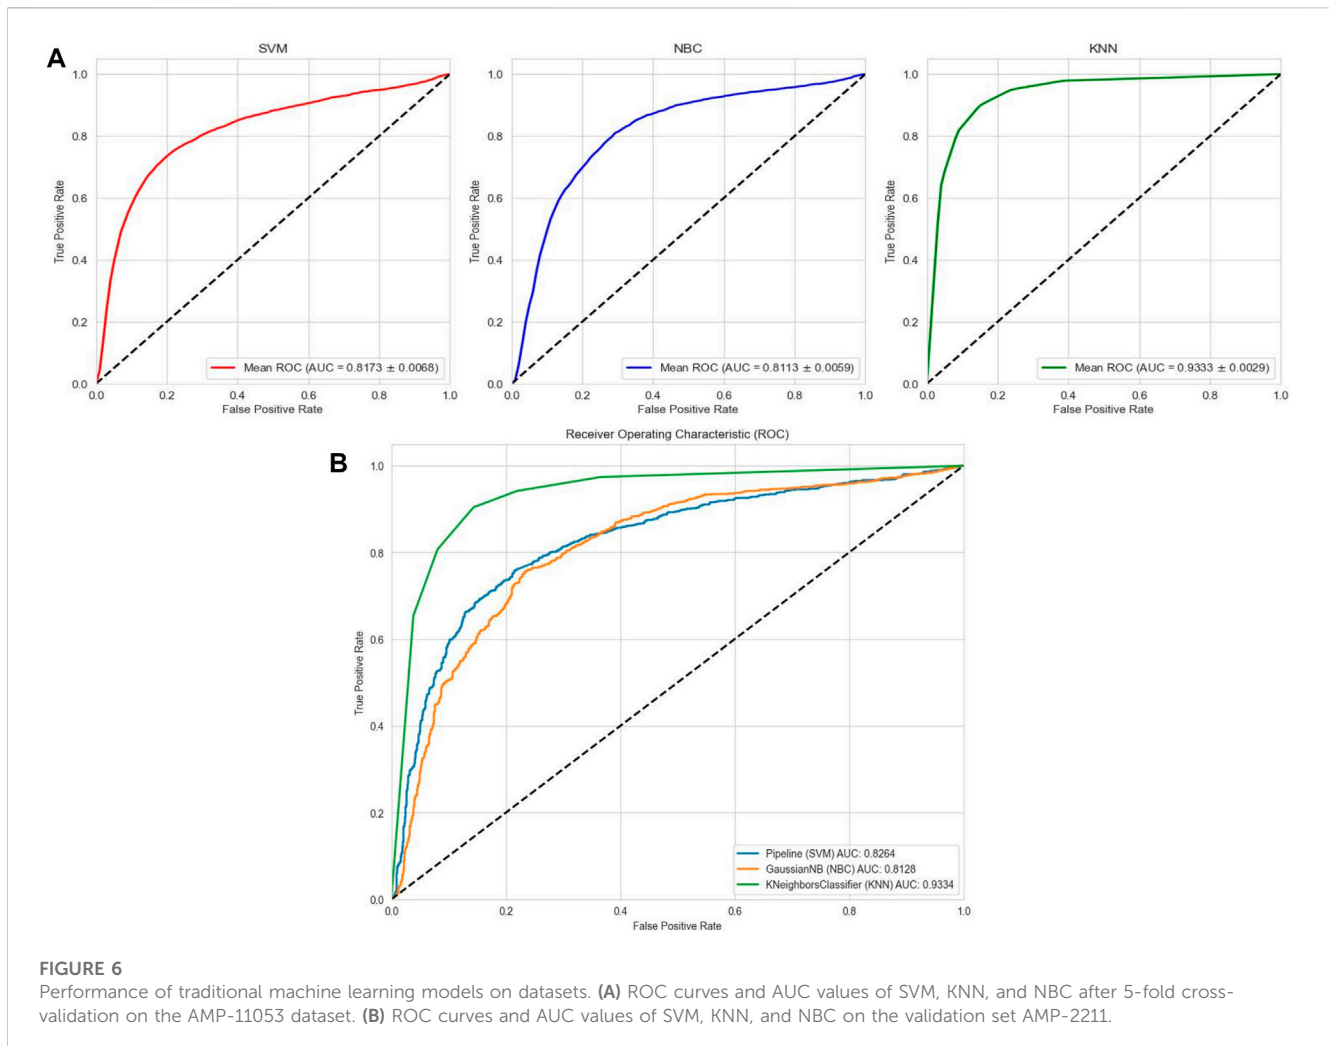 A
SVM
True Positive Rate
1.0
0.8
0.6
0.4
0.2
0.0
0.0 0.2 0.4 0.6 0.8 1.0
False Positive Rate
Mean ROC (AUC = 0.8173 ± 0.0068)
NBC
True Positive Rate
1.0
0.8
0.6
0.4
0.2
0.0
0.0 0.2 0.4 0.6 0.8 1.0
False Positive Rate
Mean ROC (AUC = 0.8113 ± 0.0059)
KNN
True Positive Rate
1.0
0.8
0.6
0.4
0.2
0.0
0.0 0.2 0.4 0.6 0.8 1.0
False Positive Rate
Mean ROC (AUC = 0.9333 ± 0.0029)
B
Receiver Operating Characteristic (ROC)
True Positive Rate
1.0
0.8
0.6
0.4
0.2
0.0
0.0 0.2 0.4 0.6 0.8 1.0
False Positive Rate
Pipeline (SVM) AUC: 0.8264
GaussianNB (NBC) AUC: 0.8128
KNeighborsClassifier (KNN) AUC: 0.9334
FIGURE 6
Performance of traditional machine learning models on datasets. (A) ROC curves and AUC values of SVM, KNN, and NBC after 5-fold cross-
validation on the AMP-11053 dataset. (B) ROC curves and AUC values of SVM, KNN, and NBC on the validation set AMP-2211.